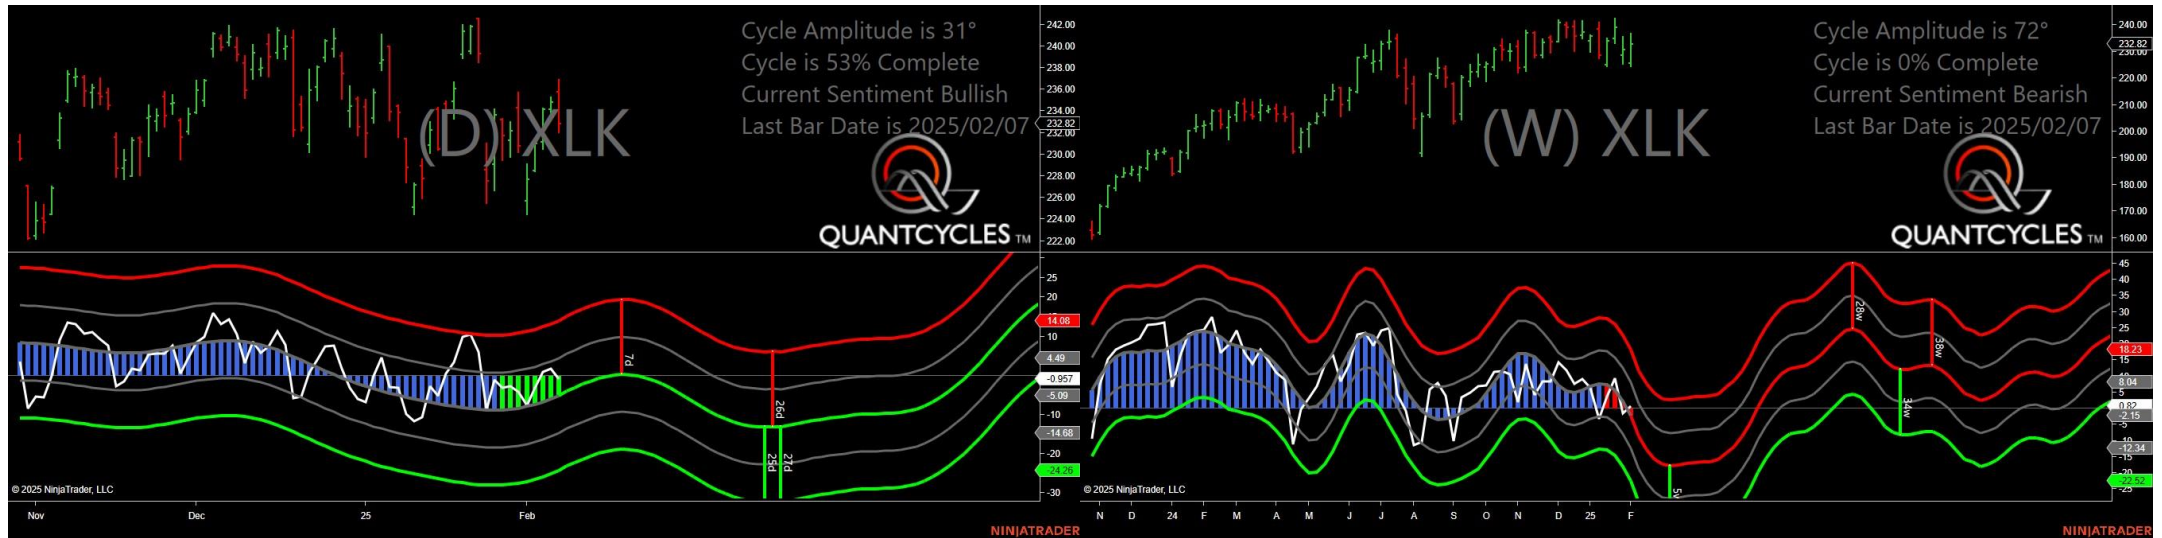 Cycle Amplitude is 31°
Cycle is 53% Complete
Current Sentiment Bullish
Last Bar Date is 2025/02/07
(D) XLK
QUANTCYCLES TM
242.00
240.00
238.00
236.00
234.00
232.82
232.00
230.00
228.00
226.00
224.00
222.00
25
20
14.08
10
4.49
-0.957
-5.09
-10
-14.68
-20
-24.26
-30
7d
26d
25d
27d
© 2025 NinjaTrader, LLC
Nov
Dec
25
Feb
NINJATRADER
Cycle Amplitude is 72°
Cycle is 0% Complete
Current Sentiment Bearish
Last Bar Date is 2025/02/07
(W) XLK
QUANTCYCLES TM
240.00
232.82
230.00
220.00
210.00
200.00
190.00
180.00
170.00
160.00
45
40
35
30
25
18.23
8.04
5
0.82
-2.15
-5
-12.34
-15
-22.52
-25
28w
38w
34w
© 2025 NinjaTrader, LLC
N D 24 F M A M J J A S O N D 25 F
NINJATRADER